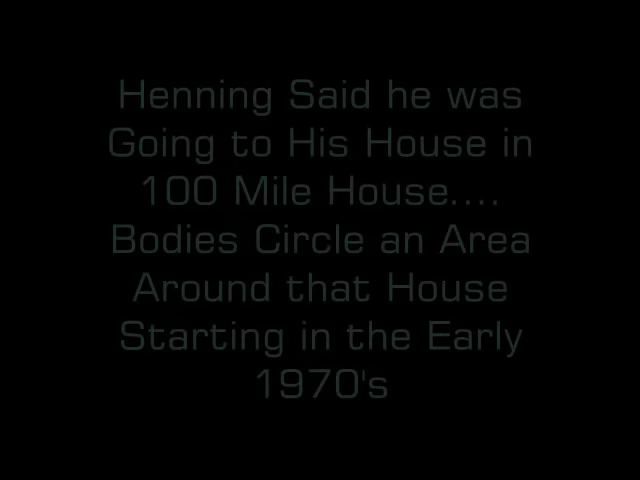 Henning Said he was
Going to His House in
100 Mile House....
Bodies Circle an Area
Around that House
Starting in the Early
1970's